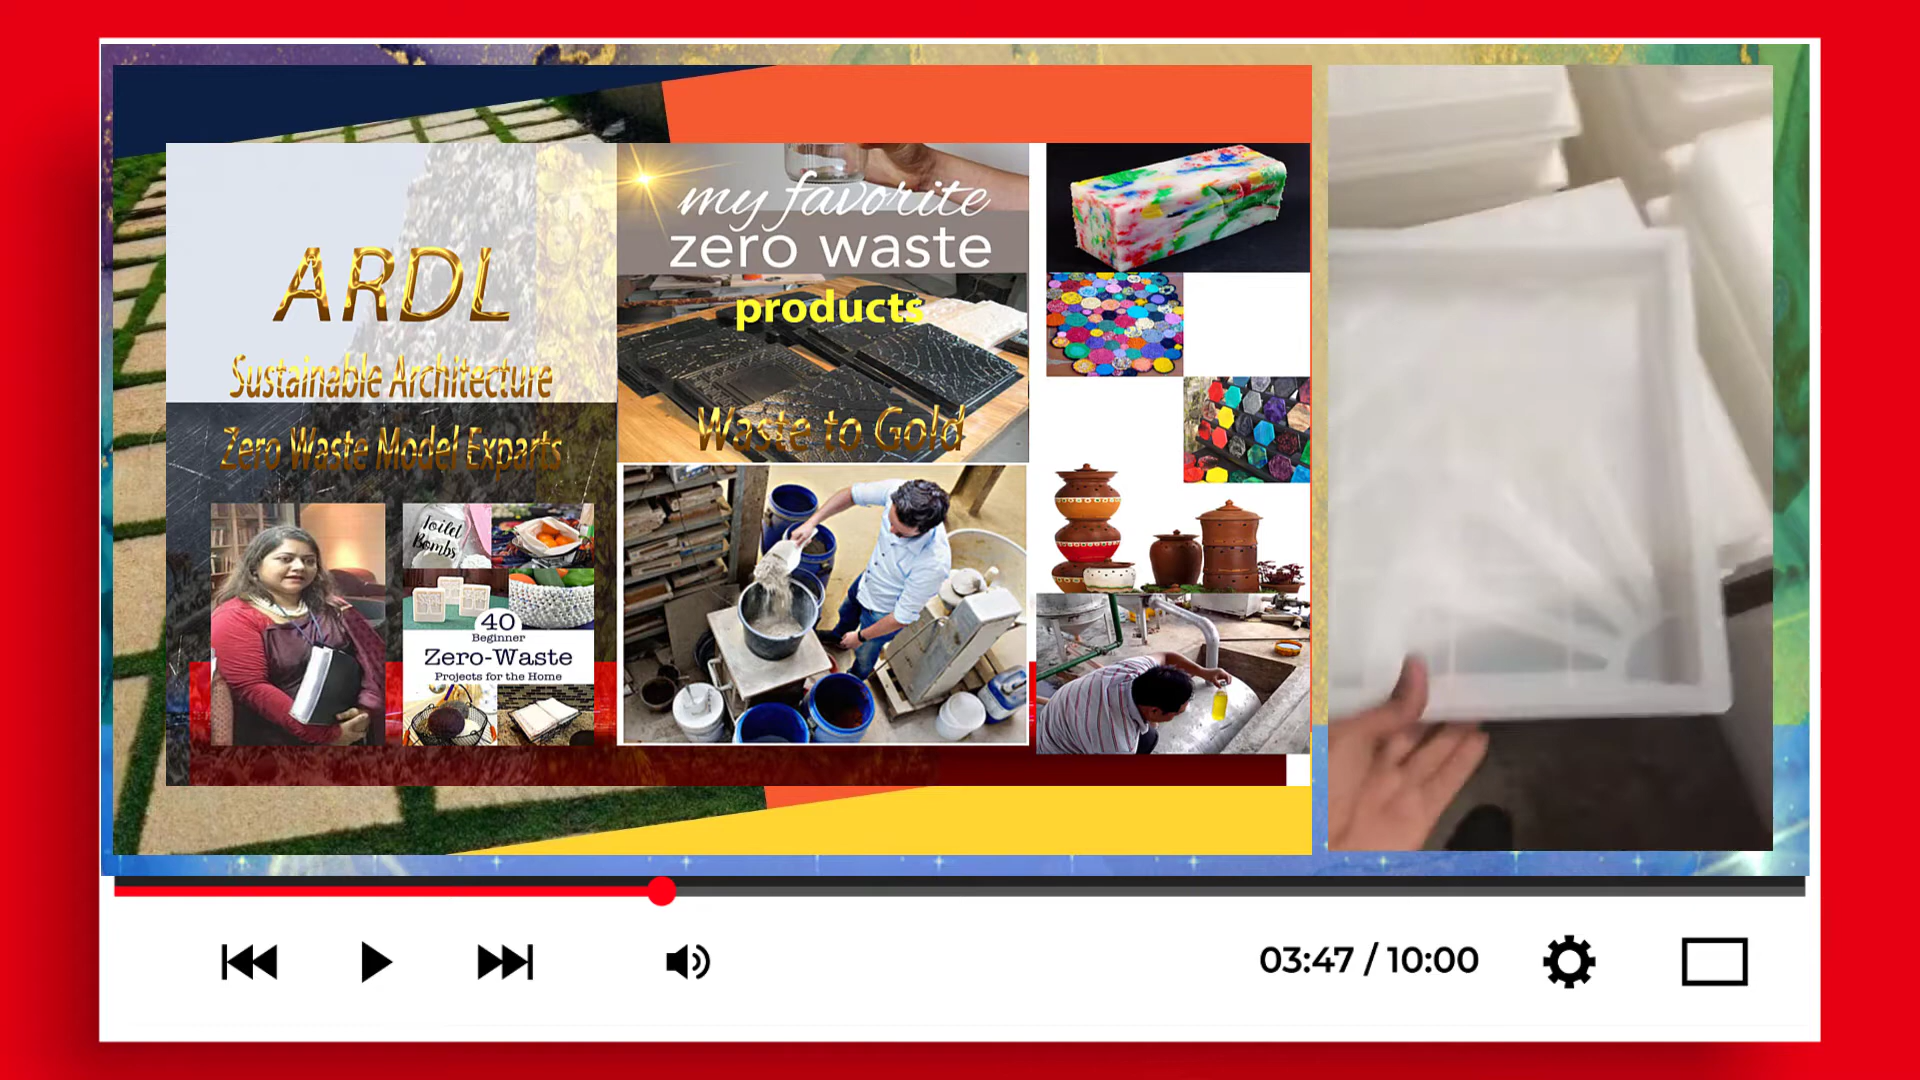 ARDL
Sustainable Architecture
Zero Waste Model Exparts
my favorite
zero waste
products
Waste to Gold
Toilet
Bombs
40
Beginner
Zero-Waste
Projects for the Home
03:47 / 10:00